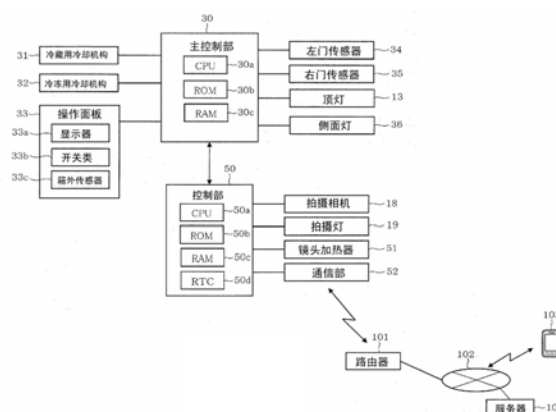 30
主控制部
CPU
30a
ROM
30b
RAM
30c
31
冷藏用冷却机构
32
冷冻用冷却机构
33
操作面板
33a
显示器
33b
开关类
33c
箱外传感器
左门传感器
34
右门传感器
35
顶灯
13
侧面灯
36
50
控制部
CPU
50a
ROM
50b
RAM
50c
RTC
50d
拍摄相机
18
拍摄灯
19
镜头加热器
51
通信部
52
101
路由器
102
服务器